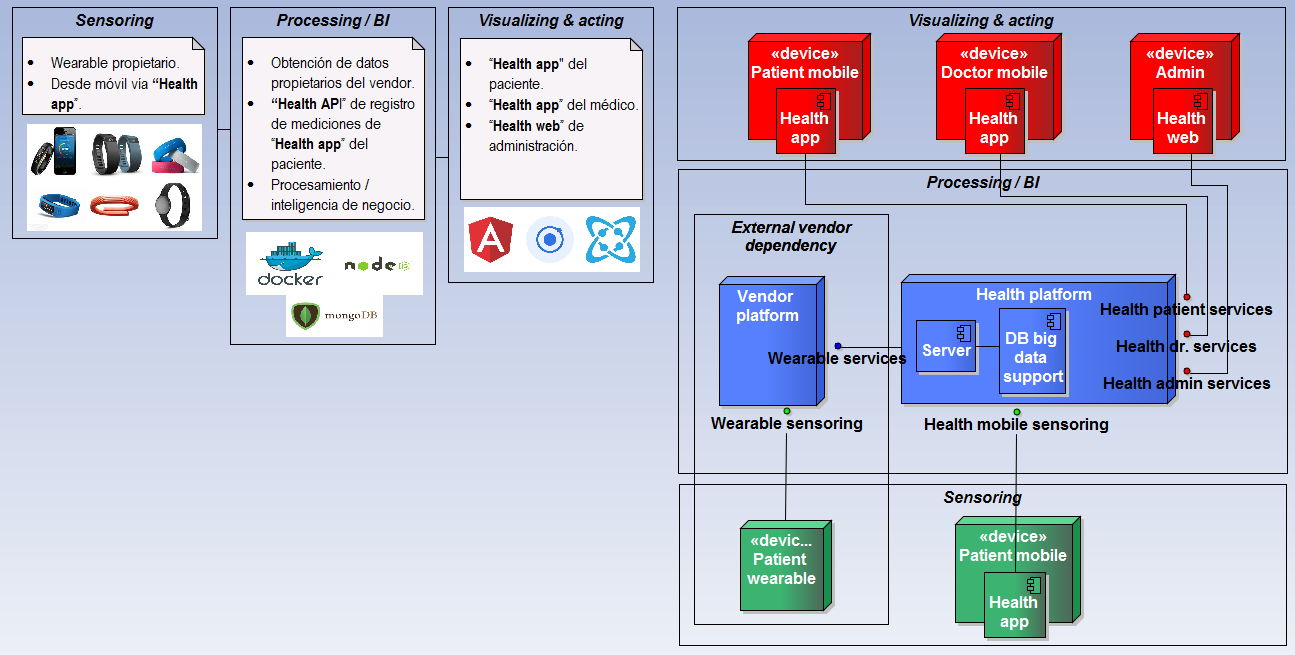 Sensoring
Wearable propietario.
Desde móvil via “Health
app”.
Processing / BI
Obtención de datos
propietarios del vendor.
“Health API” de registro
de mediciones de
“Health app” del
paciente.
Procesamiento /
inteligencia de negocio.
docker
node
mongoDB
Visualizing & acting
“Health app” del
paciente.
“Health app” del médico.
“Health web” de
administración.
A
Visualizing & acting
«device»
Patient mobile
Health
app
«device»
Doctor mobile
Health
app
«device»
Admin
Health
web
Processing / BI
External vendor
dependency
Vendor
platform
Wearable services
Wearable sensoring
Health platform
Server
DB big
data
support
Health patient services
Health dr. services
Health admin services
Health mobile sensoring
Sensoring
«devic...
Patient
wearable
«device»
Patient mobile
Health
app